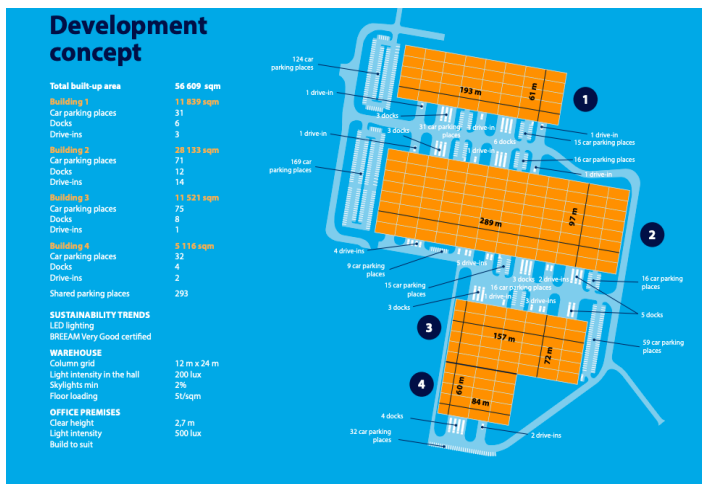 Development
concept
Total built-up area 56 609 sqm
Building 1 11 839 sqm
Car parking places 31
Docks 6
Drive-ins 3
Building 2 28 133 sqm
Car parking places 71
Docks 12
Drive-ins 14
Building 3 11 521 sqm
Car parking places 75
Docks 8
Drive-ins 1
Building 4 5 116 sqm
Car parking places 32
Docks 4
Drive-ins 2
Shared parking places 293
SUSTAINABILITY TRENDS
LED lighting
BREEAM Very Good certified
WAREHOUSE
Column grid 12 m x 24 m
Light intensity in the hall 200 lux
Skylights min 2%
Floor loading 5t/sqm
OFFICE PREMISES
Clear height 2,7 m
Light intensity 500 lux
Build to suit
124 car
parking places
193 m
61 m
1
1 drive-in
3 docks
31 car parking
places
drive-in
6 docks
1 drive-in
15 car parking places
1 drive-in
3 docks
1 drive-in
16 car parking places
1 drive-in
169 car
parking places
289 m
97 m
2
4 drive-ins
9 car parking
places
5 drive-ins
15 car parking
places
3 docks
2 drive-ins
16 car parking
places
16 car parking
places
5 docks
3 docks
1 drive-in
3 drive-ins
3
157 m
72 m
59 car parking
places
4
60 m
84 m
4 docks
2 drive-ins
32 car parking
places